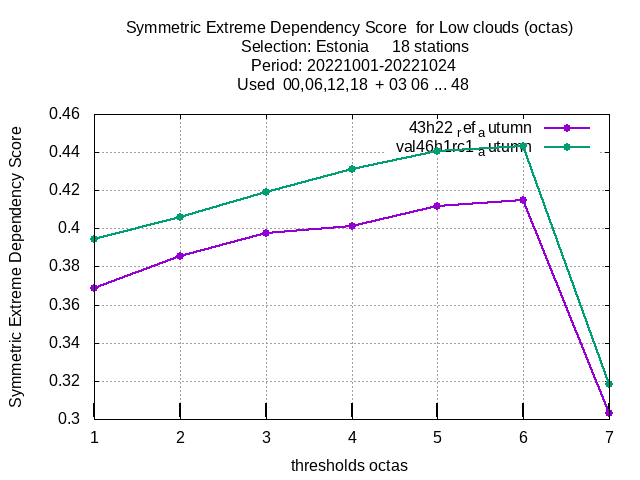 Symmetric Extreme Dependency Score for Low clouds (octas)
Selection: Estonia 18 stations
Period: 20221001-20221024
Used 00,06,12,18 + 03 06 ... 48
43h22_ref_autumn
val46h1rc1_autumn
Symmetric Extreme Dependency Score
0.46
0.44
0.42
0.4
0.38
0.36
0.34
0.32
0.3
1 2 3 4 5 6 7
thresholds octas